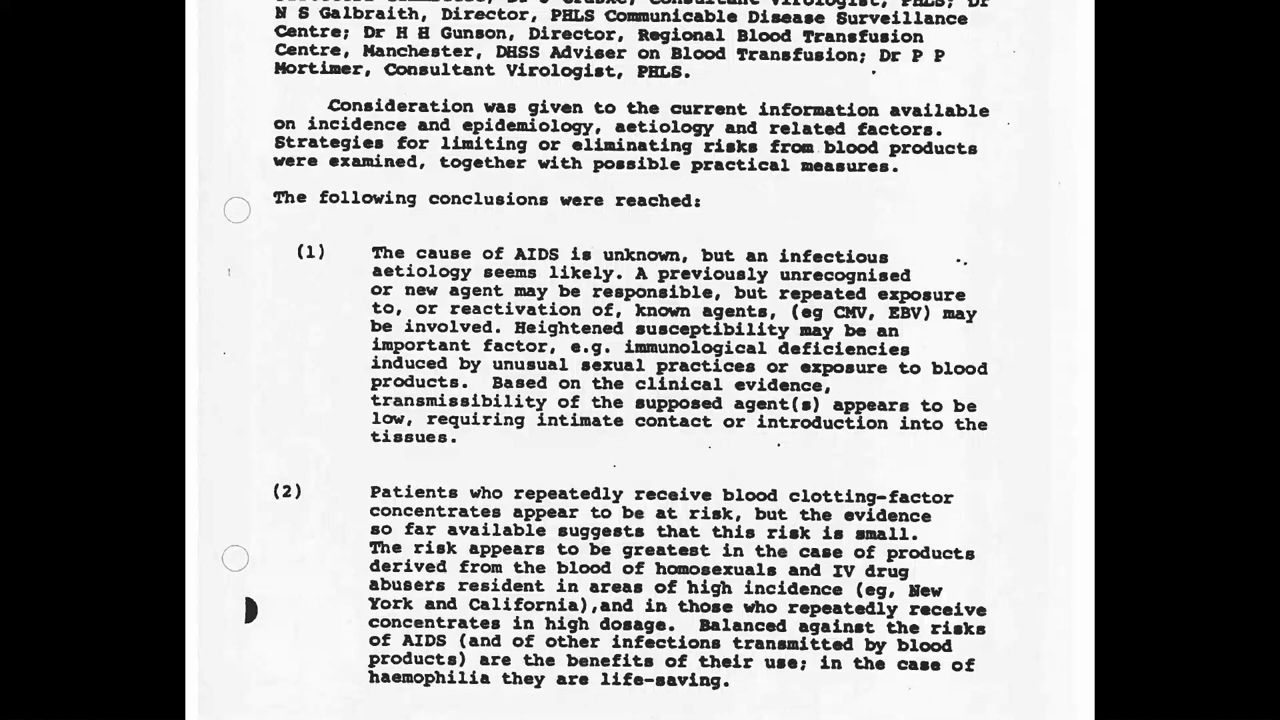 Consultant Virologist, PHLS; Dr
N S Galbraith, Director, PHLS Communicable Disease Surveillance
Centre; Dr H H Gunson, Director, Regional Blood Transfusion
Centre, Manchester, DHSS Adviser on Blood Transfusion; Dr P P
Mortimer, Consultant Virologist, PHLS.
Consideration was given to the current information available
on incidence and epidemiology, aetiology and related factors.
Strategies for limiting or eliminating risks from blood products
were examined, together with possible practical measures.
The following conclusions were reached:
(1) The cause of AIDS is unknown, but an infectious
aetiology seems likely. A previously unrecognised
or new agent may be responsible, but repeated exposure
to, or reactivation of, known agents, (eg CMV, EBV) may
be involved. Heightened susceptibility may be an
important factor, e.g. immunological deficiencies
induced by unusual sexual practices or exposure to blood
products. Based on the clinical evidence,
transmissibility of the supposed agent(s) appears to be
low, requiring intimate contact or introduction into the
tissues.
(2) Patients who repeatedly receive blood clotting-factor
concentrates appear to be at risk, but the evidence
so far available suggests that this risk is small.
The risk appears to be greatest in the case of products
derived from the blood of homosexuals and IV drug
abusers resident in areas of high incidence (eg, New
York and California),and in those who repeatedly receive
concentrates in high dosage. Balanced against the risks
of AIDS (and of other infections transmitted by blood
products) are the benefits of their use; in the case of
haemophilia they are life-saving.